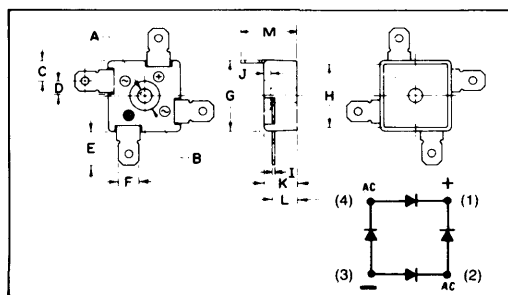 A
M
C
D
J
G
H
E
B
F
I
K
L
~ +
~
AC +
(4) (1)
(3) (2)
− AC